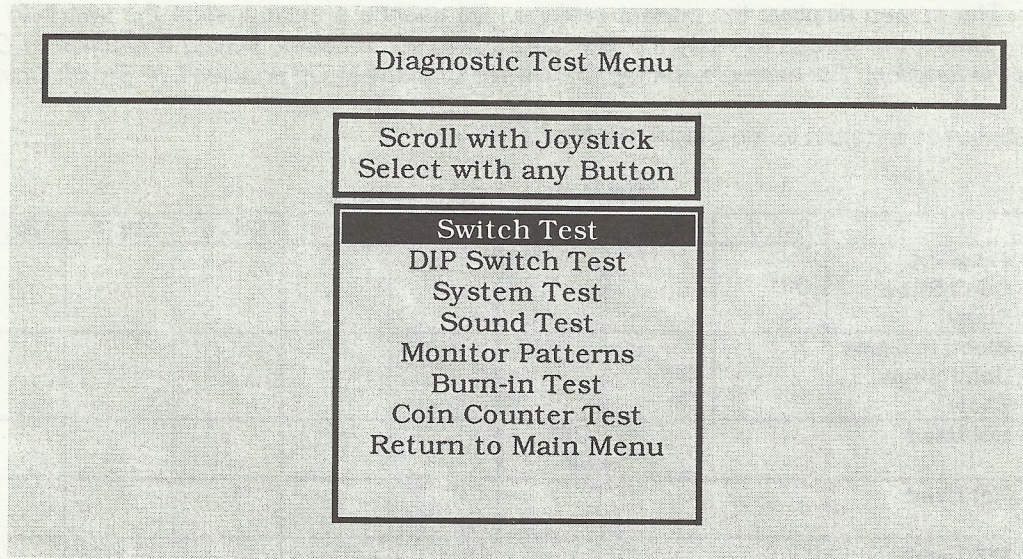 Diagnostic Test Menu
Scroll with Joystick
Select with any Button
Switch Test
DIP Switch Test
System Test
Sound Test
Monitor Patterns
Burn-in Test
Coin Counter Test
Return to Main Menu